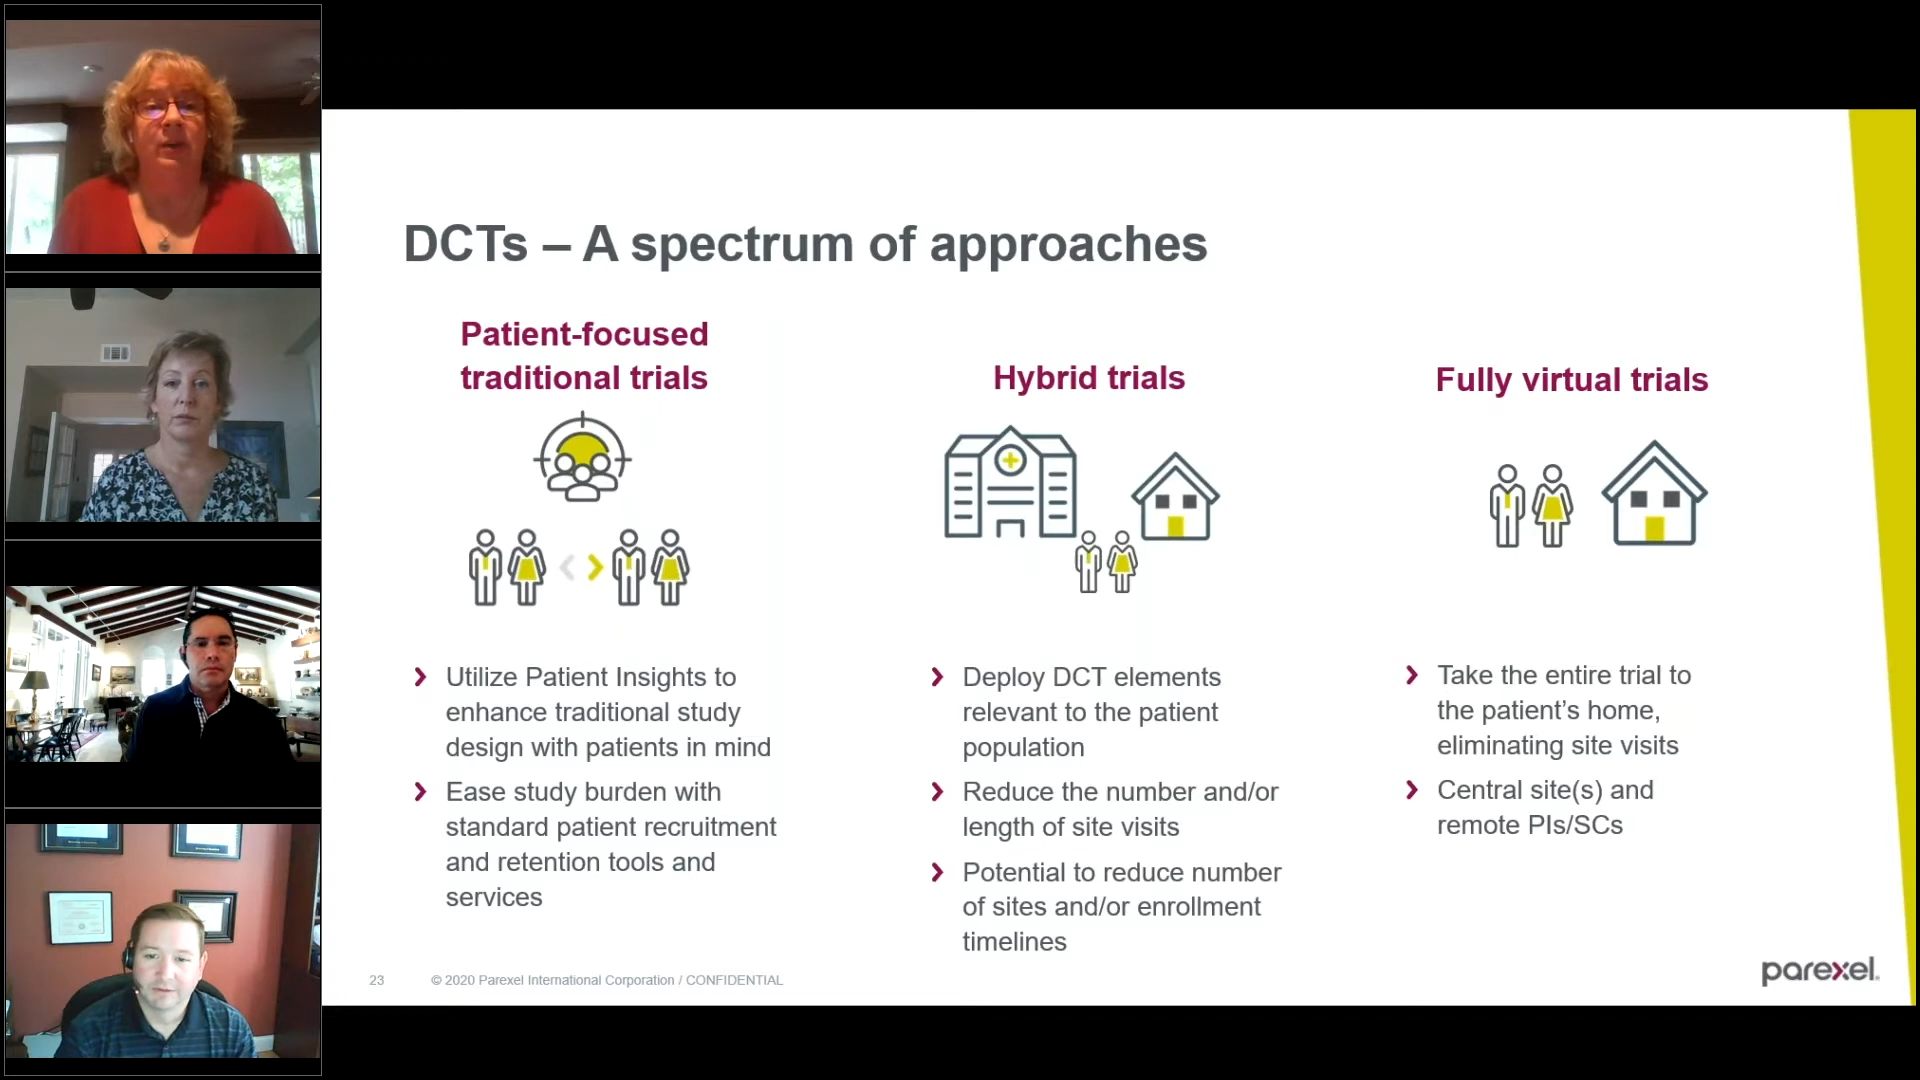 DCTs – A spectrum of approaches
Patient-focused
traditional trials
Utilize Patient Insights to
enhance traditional study
design with patients in mind
Ease study burden with
standard patient recruitment
and retention tools and
services
Hybrid trials
Deploy DCT elements
relevant to the patient
population
Reduce the number and/or
length of site visits
Potential to reduce number
of sites and/or enrollment
timelines
Fully virtual trials
Take the entire trial to
the patient’s home,
eliminating site visits
Central site(s) and
remote PIs/SCs
23
© 2020 Parexel International Corporation / CONFIDENTIAL
parexel.